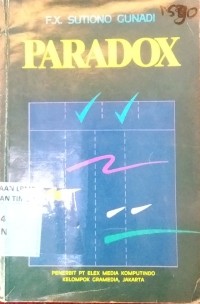 F.X. SUTIONO GUNADI
1590
PARADOX
PENERBIT PT ELEX MEDIA KOMPUTINDO
KELOMPOK GRAMEDIA, JAKARTA